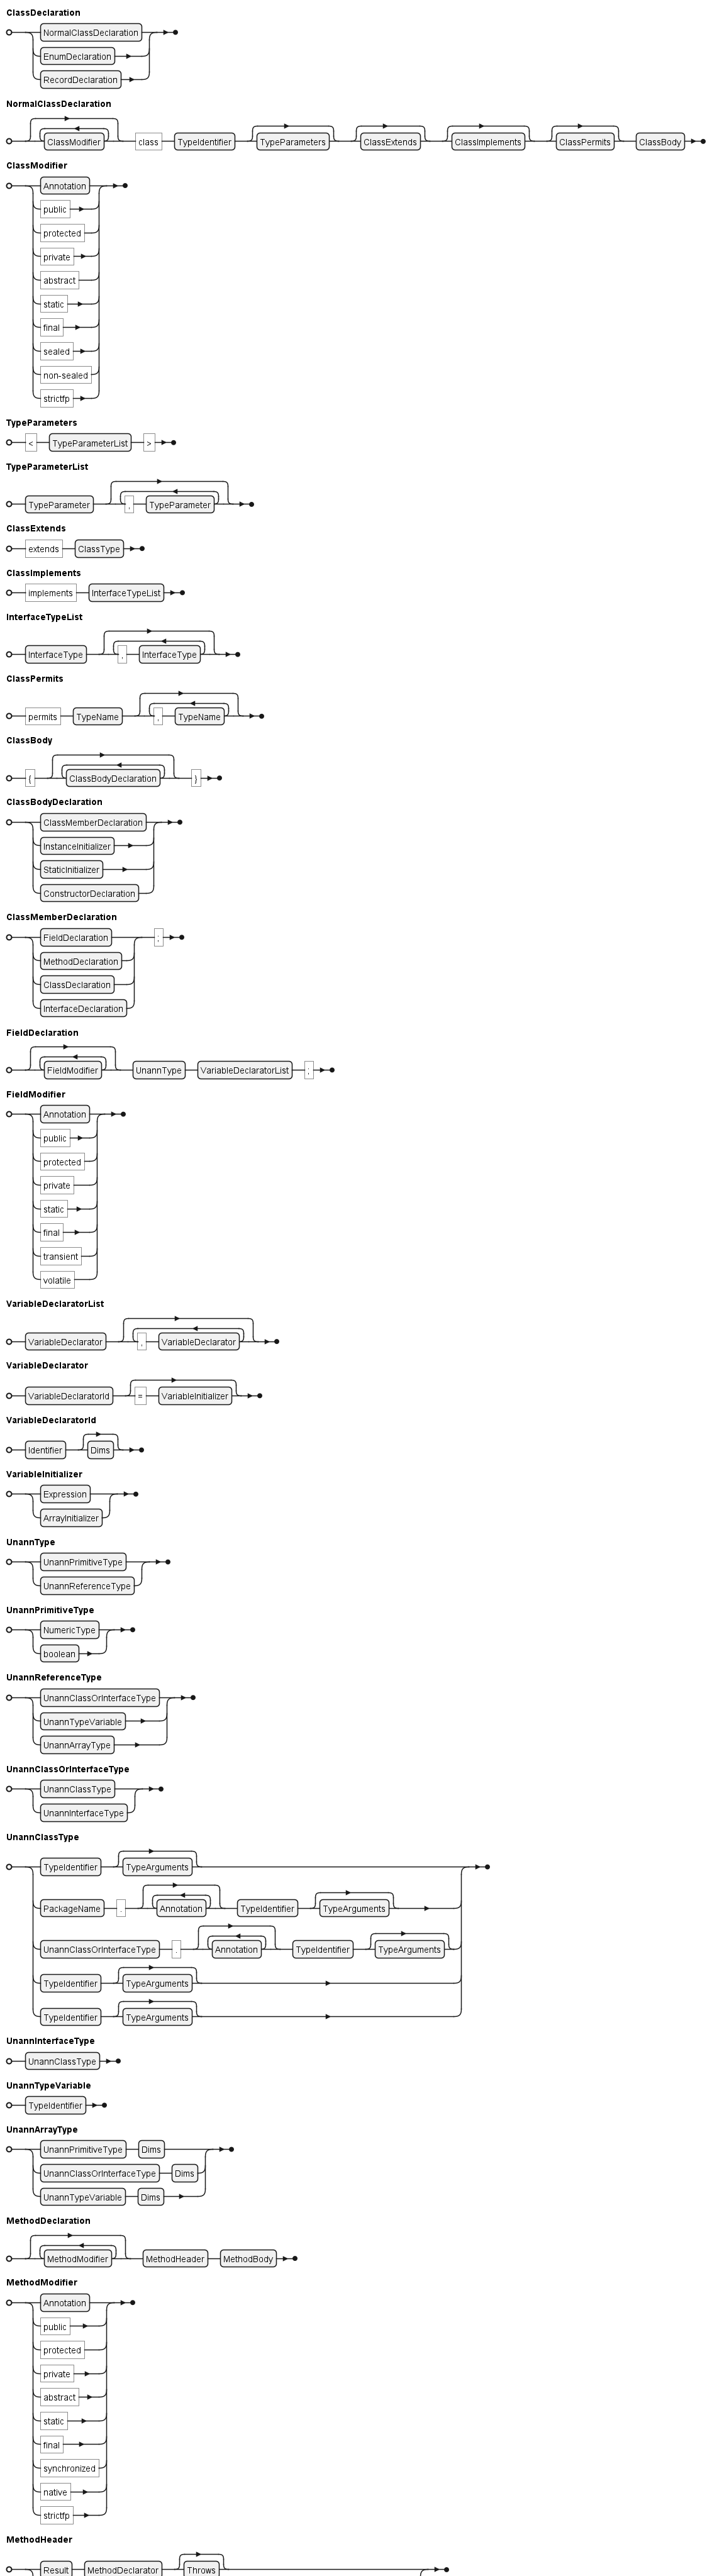 ClassDeclaration
NormalClassDeclaration
EnumDeclaration
RecordDeclaration
NormalClassDeclaration
ClassModifier class TypeIdentifier TypeParameters ClassExtends ClassImplements ClassPermits ClassBody
ClassModifier
Annotation
public
protected
private
abstract
static
final
sealed
non-sealed
strictfp
TypeParameters
< TypeParameterList >
TypeParameterList
TypeParameter , TypeParameter
ClassExtends
extends ClassType
ClassImplements
implements InterfaceTypeList
InterfaceTypeList
InterfaceType , InterfaceType
ClassPermits
permits TypeName , TypeName
ClassBody
{ ClassBodyDeclaration }
ClassBodyDeclaration
ClassMemberDeclaration
InstanceInitializer
StaticInitializer
ConstructorDeclaration
ClassMemberDeclaration
FieldDeclaration ;
MethodDeclaration
ClassDeclaration
InterfaceDeclaration
FieldDeclaration
FieldModifier UnannType VariableDeclaratorList ;
FieldModifier
Annotation
public
protected
private
static
final
transient
volatile
VariableDeclaratorList
VariableDeclarator , VariableDeclarator
VariableDeclarator
VariableDeclaratorId = VariableInitializer
VariableDeclaratorId
Identifier Dims
VariableInitializer
Expression
ArrayInitializer
UnannType
UnannPrimitiveType
UnannReferenceType
UnannPrimitiveType
NumericType
boolean
UnannReferenceType
UnannClassOrInterfaceType
UnannTypeVariable
UnannArrayType
UnannClassOrInterfaceType
UnannClassType
UnannInterfaceType
UnannClassType
TypeIdentifier TypeArguments
PackageName . Annotation TypeIdentifier TypeArguments
UnannClassOrInterfaceType . Annotation TypeIdentifier TypeArguments
TypeIdentifier TypeArguments
TypeIdentifier TypeArguments
UnannInterfaceType
UnannClassType
UnannTypeVariable
TypeIdentifier
UnannArrayType
UnannPrimitiveType Dims
UnannClassOrInterfaceType Dims
UnannTypeVariable Dims
MethodDeclaration
MethodModifier MethodHeader MethodBody
MethodModifier
Annotation
public
protected
private
abstract
static
final
synchronized
native
strictfp
MethodHeader
Result MethodDeclarator Throws